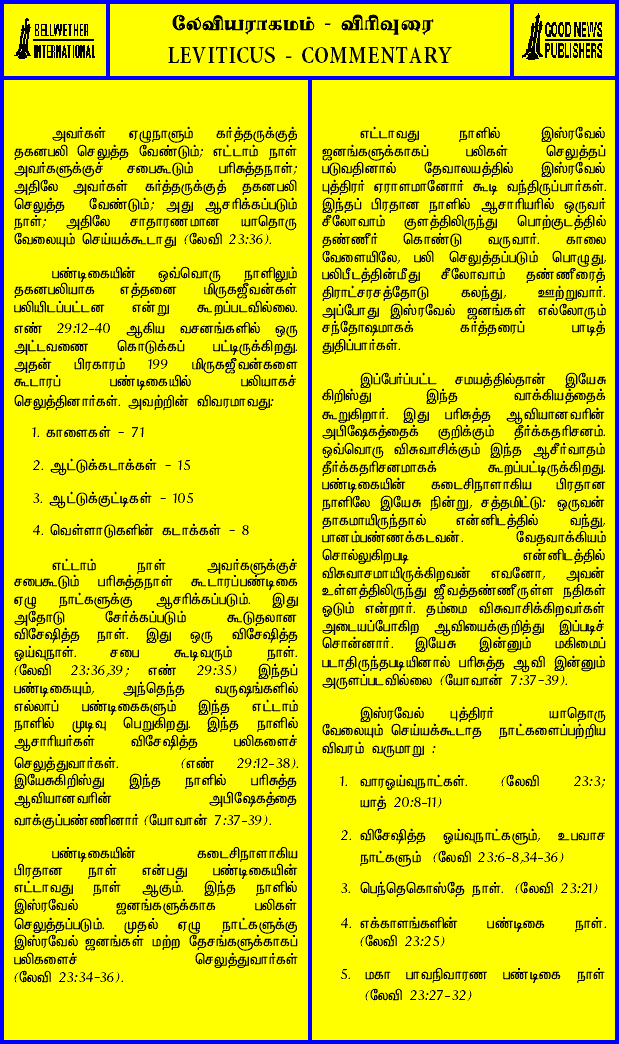 BELLWETHER
INTERNATIONAL
லேவியராகமம் - விரிவுரை
LEVITICUS - COMMENTARY
GOOD NEWS
PUBLISHERS
அவர்கள் ஏழுநாளும் கர்த்தருக்குத்
தகனபலி செலுத்த வேண்டும்; எட்டாம் நாள்
அவர்களுக்குச் சபைகூடும் பரிசுத்தநாள்;
அதிலே அவர்கள் கர்த்தருக்குத் தகனபலி
செலுத்த வேண்டும்; அது ஆசரிக்கப்படும்
நாள்; அதிலே சாதாரணமான யாதொரு
வேலையும் செய்யக்கூடாது (லேவி 23:36).
பண்டிகையின் ஒவ்வொரு நாளிலும்
தகனபலியாக எத்தனை மிருகஜீவன்கள்
பலியிடப்பட்டன என்று கூறப்படவில்லை.
எண் 29:12-40 ஆகிய வசனங்களில் ஒரு
அட்டவணை கொடுக்கப் பட்டிருக்கிறது.
அதன் பிரகாரம் 199 மிருகஜீவன்களை
கூடாரப் பண்டிகையில் பலியாகச்
செலுத்தினார்கள். அவற்றின் விவரமாவது:
1. காளைகள் - 71
2. ஆட்டுக்கடாக்கள் - 15
3. ஆட்டுக்குட்டிகள் - 105
4. வெள்ளாடுகளின் கடாக்கள் - 8
எட்டாம் நாள் அவர்களுக்குச்
சபைகூடும் பரிசுத்தநாள் கூடாரப்பண்டிகை
ஏழு நாட்களுக்கு ஆசரிக்கப்படும். இது
அதோடு சேர்க்கப்படும் கூடுதலான
விசேஷித்த நாள். இது ஒரு விசேஷித்த
ஓய்வுநாள். சபை கூடிவரும் நாள்.
(லேவி 23:36,39; எண் 29:35) இந்தப்
பண்டிகையும், அந்தெந்த வருஷங்களில்
எல்லாப் பண்டிகைகளும் இந்த எட்டாம்
நாளில் முடிவு பெறுகிறது. இந்த நாளில்
ஆசாரியர்கள் விசேஷித்த பலிகளைச்
செலுத்துவார்கள். (எண் 29:12-38).
இயேசுகிறிஸ்து இந்த நாளில் பரிசுத்த
ஆவியானவரின் அபிஷேகத்தை
வாக்குப்பண்ணினார் (யோவான் 7:37-39).
பண்டிகையின் கடைசிநாளாகிய
பிரதான நாள் என்பது பண்டிகையின்
எட்டாவது நாள் ஆகும். இந்த நாளில்
இஸ்ரவேல் ஜனங்களுக்காக பலிகள்
செலுத்தப்படும். முதல் ஏழு நாட்களுக்கு
இஸ்ரவேல் ஜனங்கள் மற்ற தேசங்களுக்காகப்
பலிகளைச் செலுத்துவார்கள்
(லேவி 23:34-36).
எட்டாவது நாளில் இஸ்ரவேல்
ஜனங்களுக்காகப் பலிகள் செலுத்தப்
படுவதினால் தேவாலயத்தில் இஸ்ரவேல்
புத்திரர் ஏராளமானோர் கூடி வந்திருப்பார்கள்.
இந்தப் பிரதான நாளில் ஆசாரியரில் ஒருவர்
சீலோவாம் குளத்திலிருந்து பொற்குடத்தில்
தண்ணீர் கொண்டு வருவார். காலை
வேளையிலே, பலி செலுத்தப்படும் பொழுது,
பலிபீடத்தின்மீது சீலோவாம் தண்ணீரைத்
திராட்சரசத்தோடு கலந்து, ஊற்றுவார்.
அப்போது இஸ்ரவேல் ஜனங்கள் எல்லோரும்
சந்தோஷமாகக் கர்த்தரைப் பாடித்
துதிப்பார்கள்.
இப்பேர்ப்பட்ட சமயத்தில்தான் இயேசு
கிறிஸ்து இந்த வாக்கியத்தைக்
கூறுகிறார். இது பரிசுத்த ஆவியானவரின்
அபிஷேகத்தைக் குறிக்கும் தீர்க்கதரிசனம்.
ஒவ்வொரு விசுவாசிக்கும் இந்த ஆசீர்வாதம்
தீர்க்கதரிசனமாகக் கூறப்பட்டிருக்கிறது.
பண்டிகையின் கடைசிநாளாகிய பிரதான
நாளிலே இயேசு நின்று, சத்தமிட்டு: ஒருவன்
தாகமாயிருந்தால் என்னிடத்தில் வந்து,
பானம்பண்ணக்கடவன். வேதவாக்கியம்
சொல்லுகிறபடி என்னிடத்தில்
விசுவாசமாயிருக்கிறவன் எவனோ, அவன்
உள்ளத்திலிருந்து ஜீவத்தண்ணீருள்ள நதிகள்
ஓடும் என்றார். தம்மை விசுவாசிக்கிறவர்கள்
அடையப்போகிற ஆவியைக்குறித்து இப்படிச்
சொன்னார். இயேசு இன்னும் மகிமைப்
படாதிருந்தபடியினால் பரிசுத்த ஆவி இன்னும்
அருளப்படவில்லை (யோவான் 7:37-39).
இஸ்ரவேல் புத்திரர் யாதொரு
வேலையும் செய்யக்கூடாத நாட்களைப்பற்றிய
விவரம் வருமாறு :
1. வாரஓய்வுநாட்கள். (லேவி 23:3;
யாத் 20:8-11)
2. விசேஷித்த ஓய்வுநாட்களும், உபவாச
நாட்களும் (லேவி 23:6-8,34-36)
3. பெந்தெகொஸ்தே நாள். (லேவி 23:21)
4. எக்காளங்களின் பண்டிகை நாள்.
(லேவி 23:25)
5. மகா பாவநிவாரண பண்டிகை நாள்
(லேவி 23:27-32)